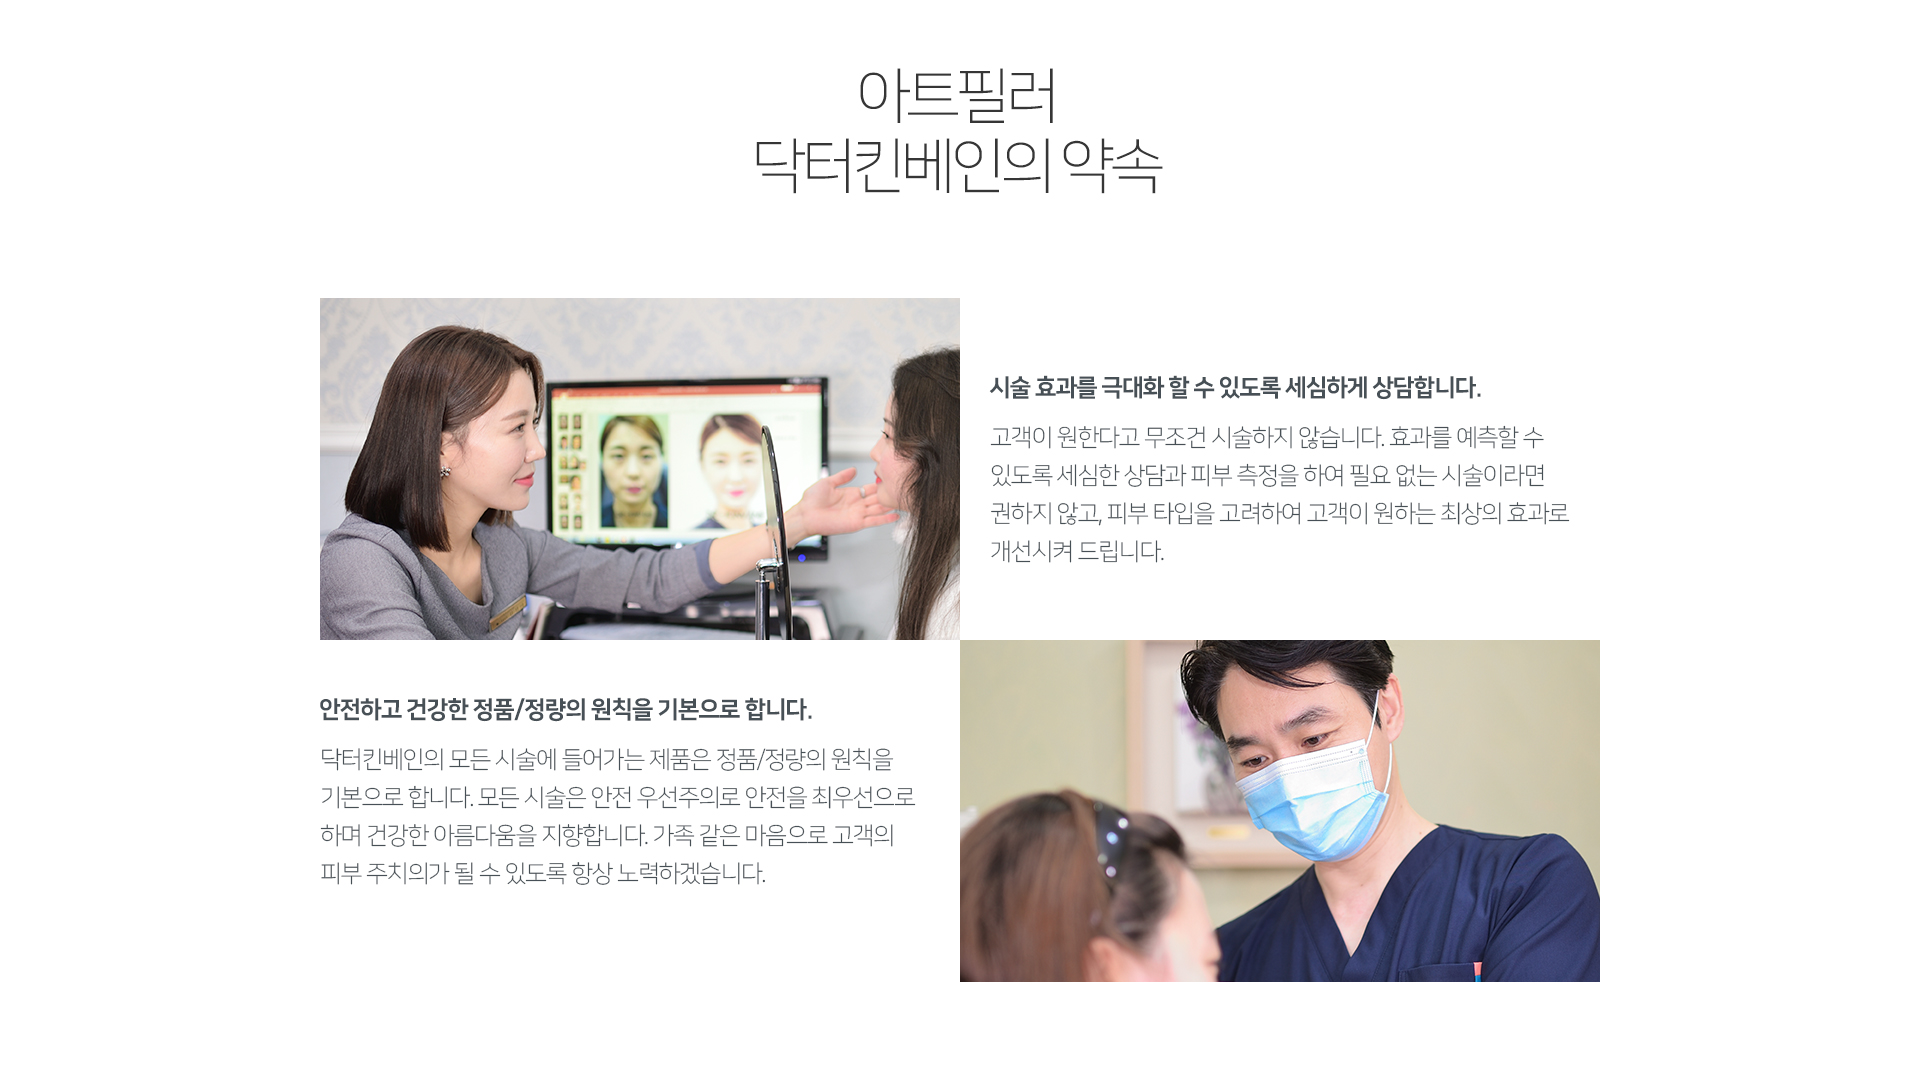 아트필러
닥터킨베인의 약속
시술 효과를 극대화 할 수 있도록 세심하게 상담합니다.
고객이 원한다고 무조건 시술하지 않습니다. 효과를 예측할 수
있도록 세심한 상담과 피부 측정을 하여 필요 없는 시술이라면
권하지 않고, 피부 타입을 고려하여 고객이 원하는 최상의 효과로
개선시켜 드립니다.
안전하고 건강한 정품/정량의 원칙을 기본으로 합니다.
닥터킨베인의 모든 시술에 들어가는 제품은 정품/정량의 원칙을
기본으로 합니다. 모든 시술은 안전 우선주의로 안전을 최우선으로
하며 건강한 아름다움을 지향합니다. 가족 같은 마음으로 고객의
피부 주치의가 될 수 있도록 항상 노력하겠습니다.